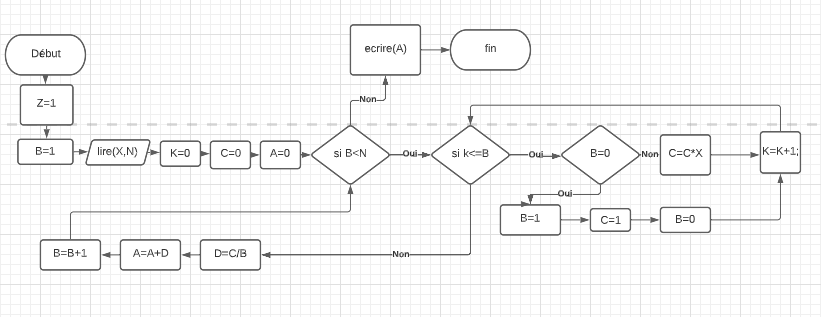 Début
Z=1
B=1
lire(X,N)
K=0
C=0
A=0
si B<N
Non
ecrire(A)
fin
Oui
si k<=B
Oui
B=0
Non
C=C*X
K=K+1;
Oui
B=1
C=1
B=0
Non
D=C/B
A=A+D
B=B+1